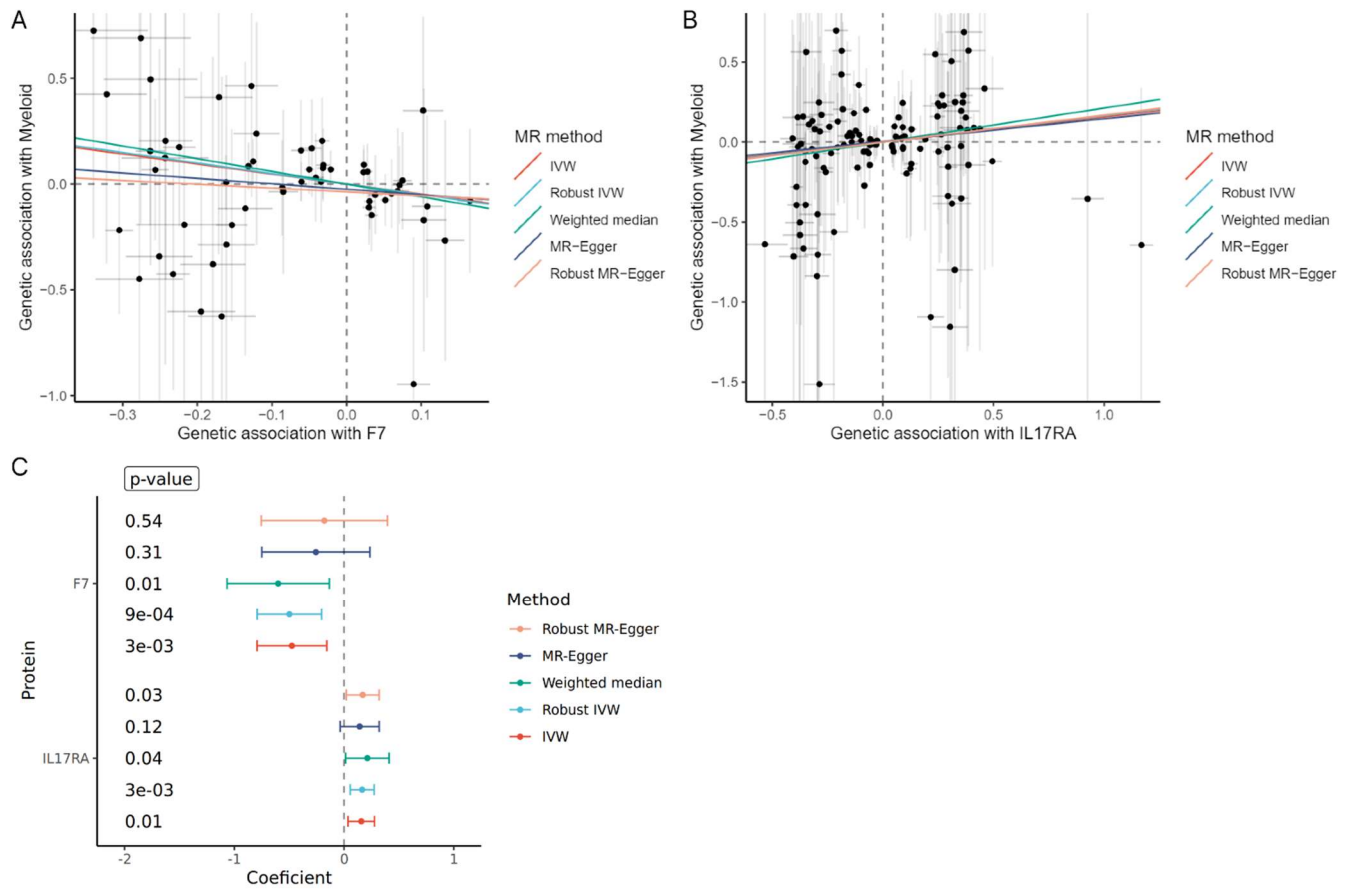 A
B
Genetic association with Myeloid
0.5
0.0
−0.5
−1.0
−0.3
−0.2
−0.1
0.0
0.1
Genetic association with F7
MR method
IVW
Robust IVW
Weighted median
MR−Egger
Robust MR−Egger
Genetic association with Myeloid
0.5
0.0
−0.5
−1.0
−1.5
−0.5
0.0
0.5
1.0
Genetic association with IL17RA
MR method
IVW
Robust IVW
Weighted median
MR−Egger
Robust MR−Egger
C
p-value
0.54
0.31
F7
0.01
9e-04
3e-03
Protein
0.03
0.12
IL17RA
0.04
3e-03
0.01
-2
-1
0
1
Coeficient
Method
Robust MR-Egger
MR-Egger
Weighted median
Robust IVW
IVW